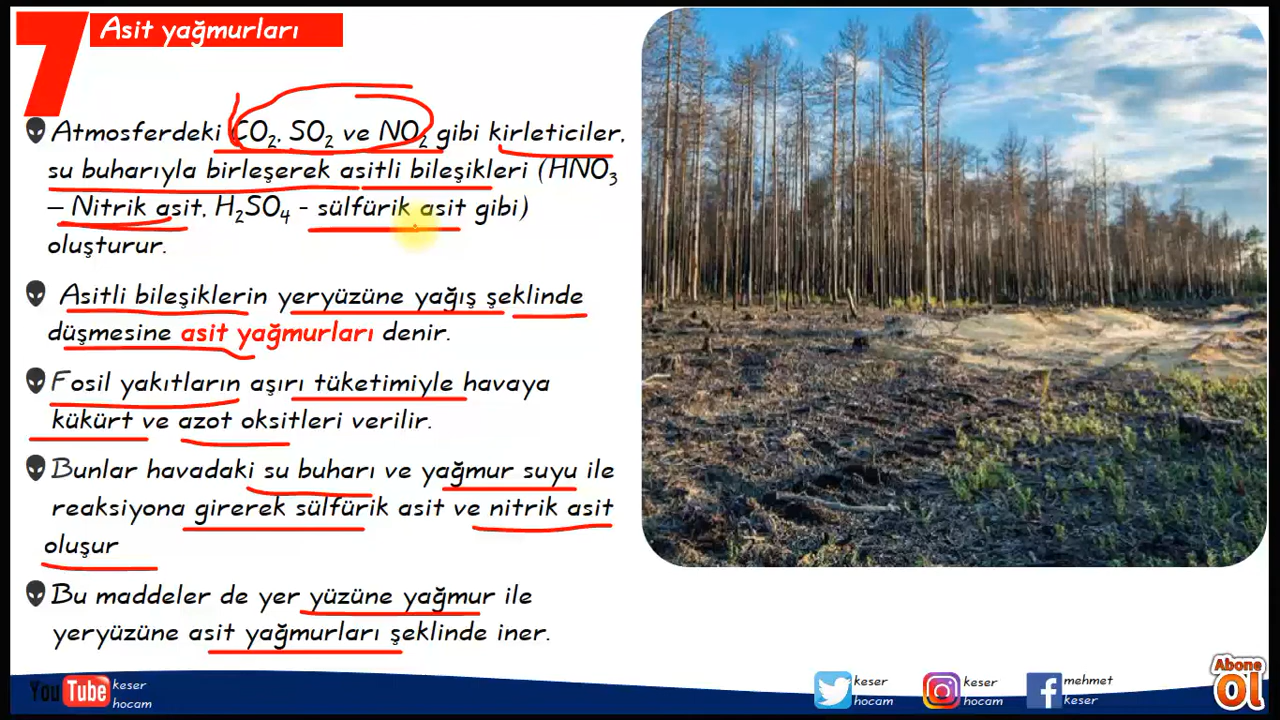 7
Asit yağmurları
Atmosferdeki CO₂, SO₂ ve NO₂ gibi kirleticiler,
su buharıyla birleşerek asitli bileşikleri (HNO₃
– Nitrik asit, H₂SO₄ - sülfürik asit gibi)
oluşturur.
Asitli bileşiklerin yeryüzüne yağış şeklinde
düşmesine asit yağmurları denir.
Fosil yakıtların aşırı tüketimiyle havaya
kükürt ve azot oksitleri verilir.
Bunlar havadaki su buharı ve yağmur suyu ile
reaksiyona girerek sülfürik asit ve nitrik asit
oluşur
Bu maddeler de yer yüzüne yağmur ile
yeryüzüne asit yağmurları şeklinde iner.
YouTube keser
hocam
keser
hocam
keser
hocam
mehmet
keser
Abone
ol